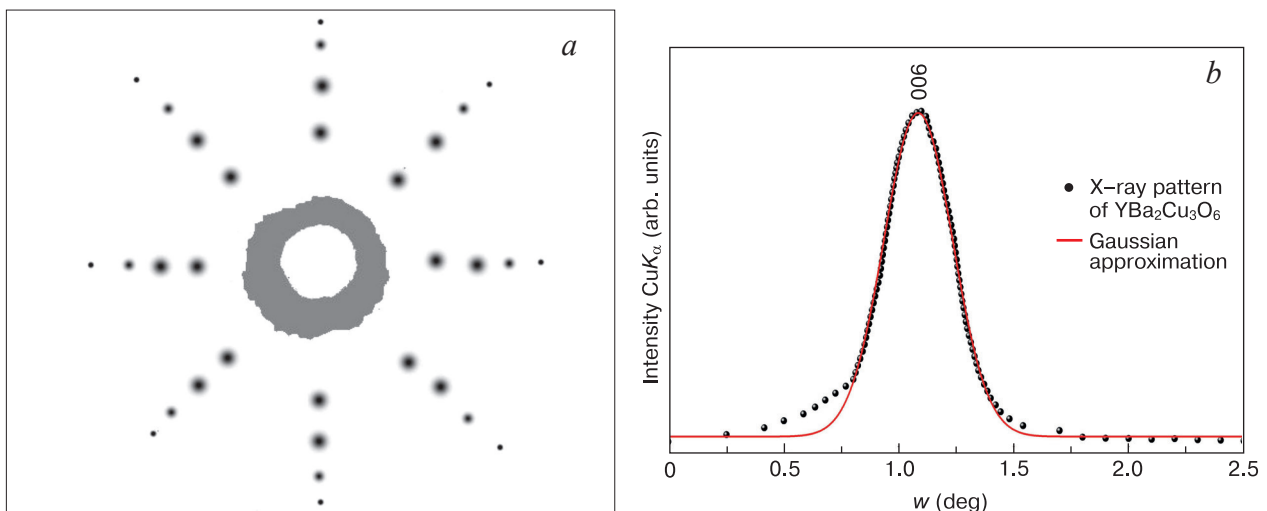 a
b
006
Intensity CuKα (arb. units)
X–ray pattern
of YBa₂Cu₃O₆
Gaussian
approximation
0 0.5 1.0 1.5 2.0 2.5
w (deg)